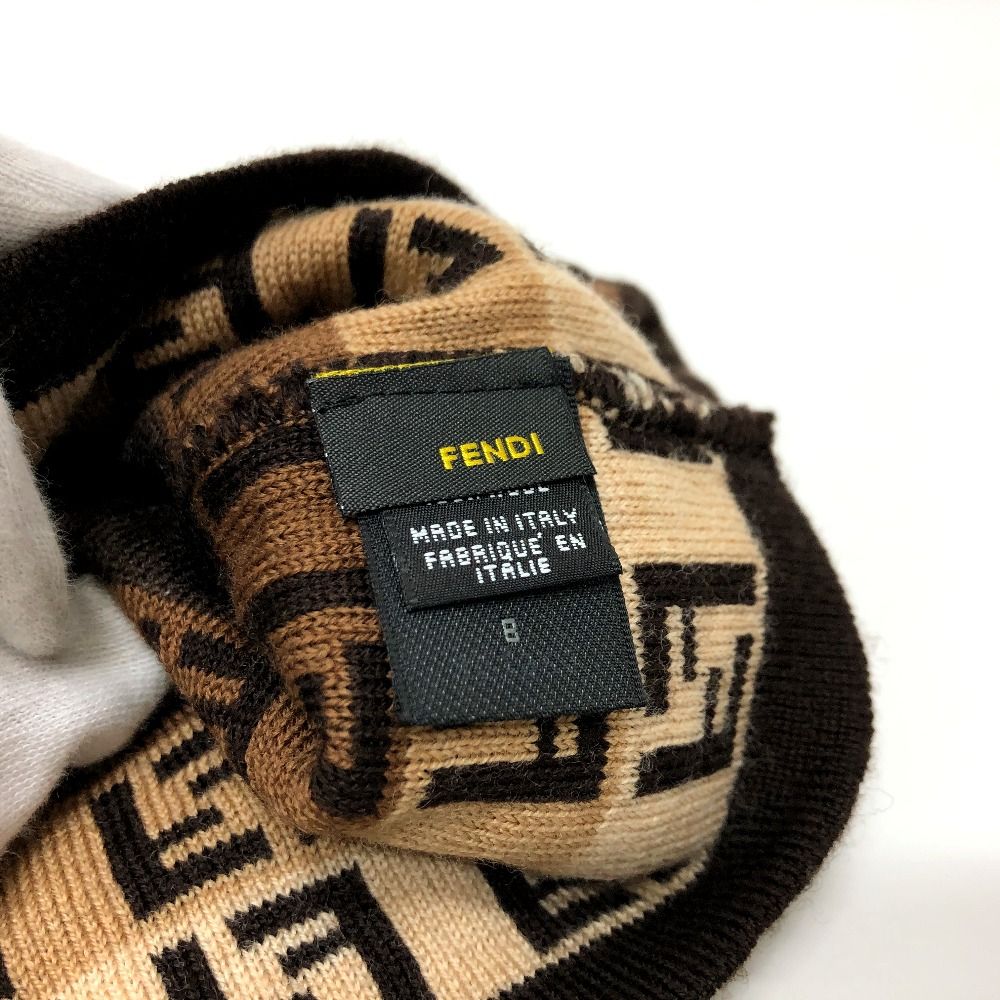 FENDI
MADE IN ITALY
FABRIQUE' EN
ITALIE
8